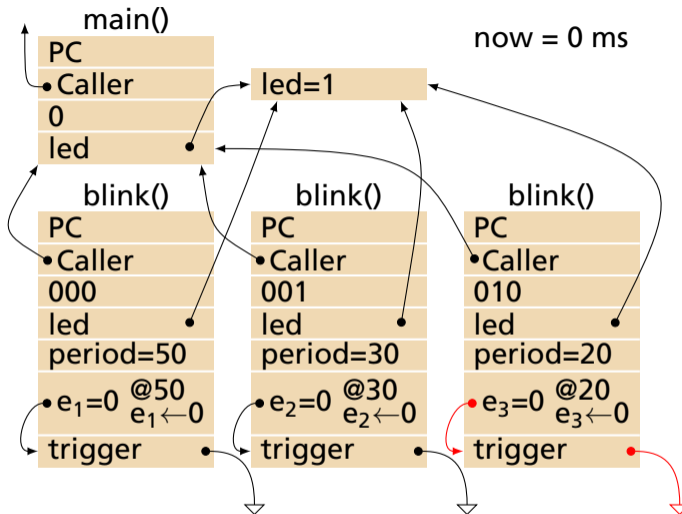 main()
now = 0 ms
PC
Caller
led=1
0
led
blink()
PC
Caller
000
led
period=50
e₁=0 @50
e₁←0
trigger
blink()
PC
Caller
001
led
period=30
e₂=0 @30
e₂←0
trigger
blink()
PC
Caller
010
led
period=20
e₃=0 @20
e₃←0
trigger